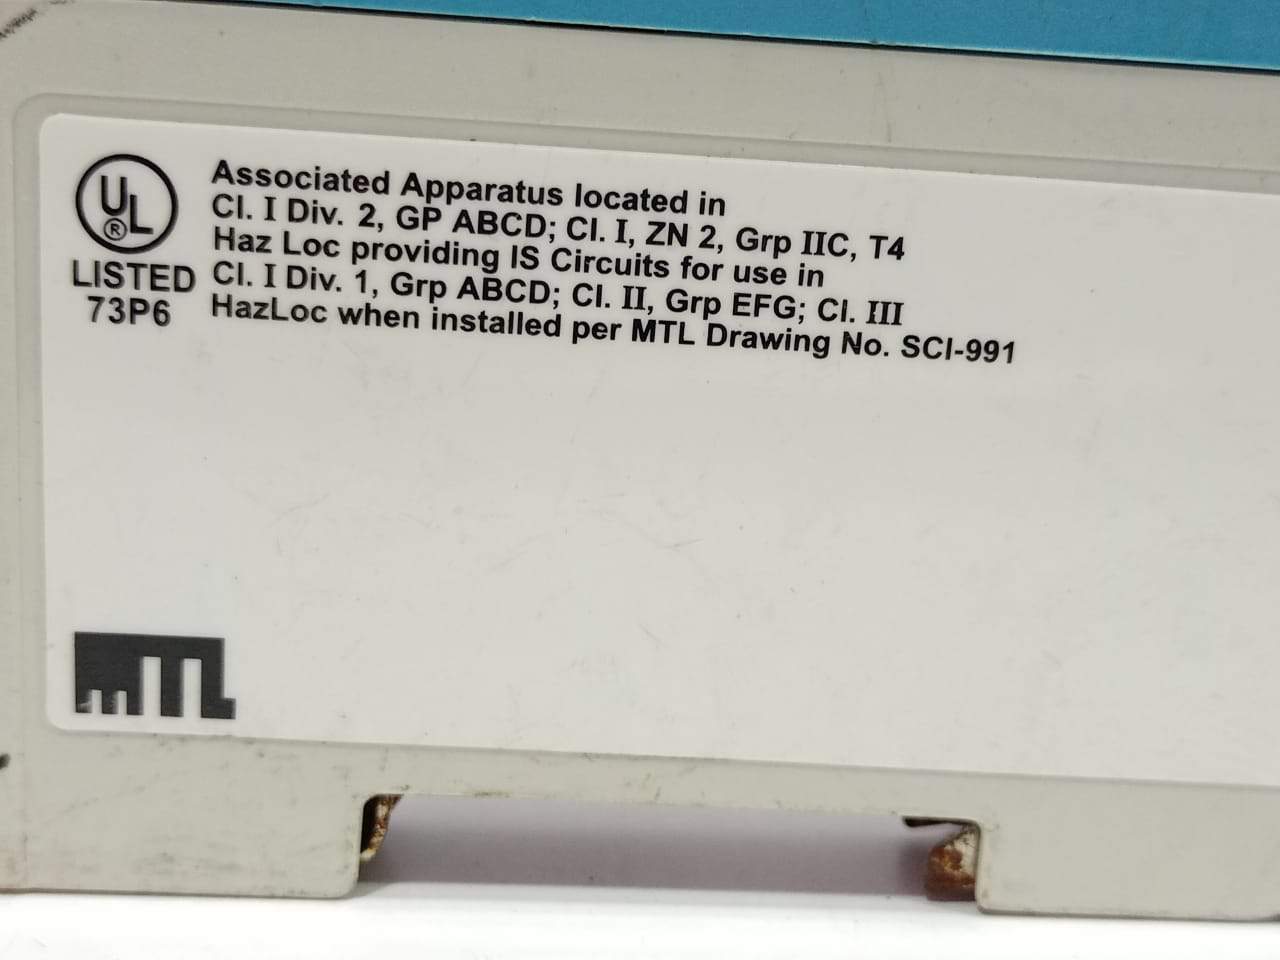 UL
®
LISTED
73P6
Associated Apparatus located in
Cl. I Div. 2, GP ABCD; Cl. I, ZN 2, Grp IIC, T4
Haz Loc providing IS Circuits for use in
Cl. I Div. 1, Grp ABCD; Cl. II, Grp EFG; Cl. III
HazLoc when installed per MTL Drawing No. SCI-991
MTL